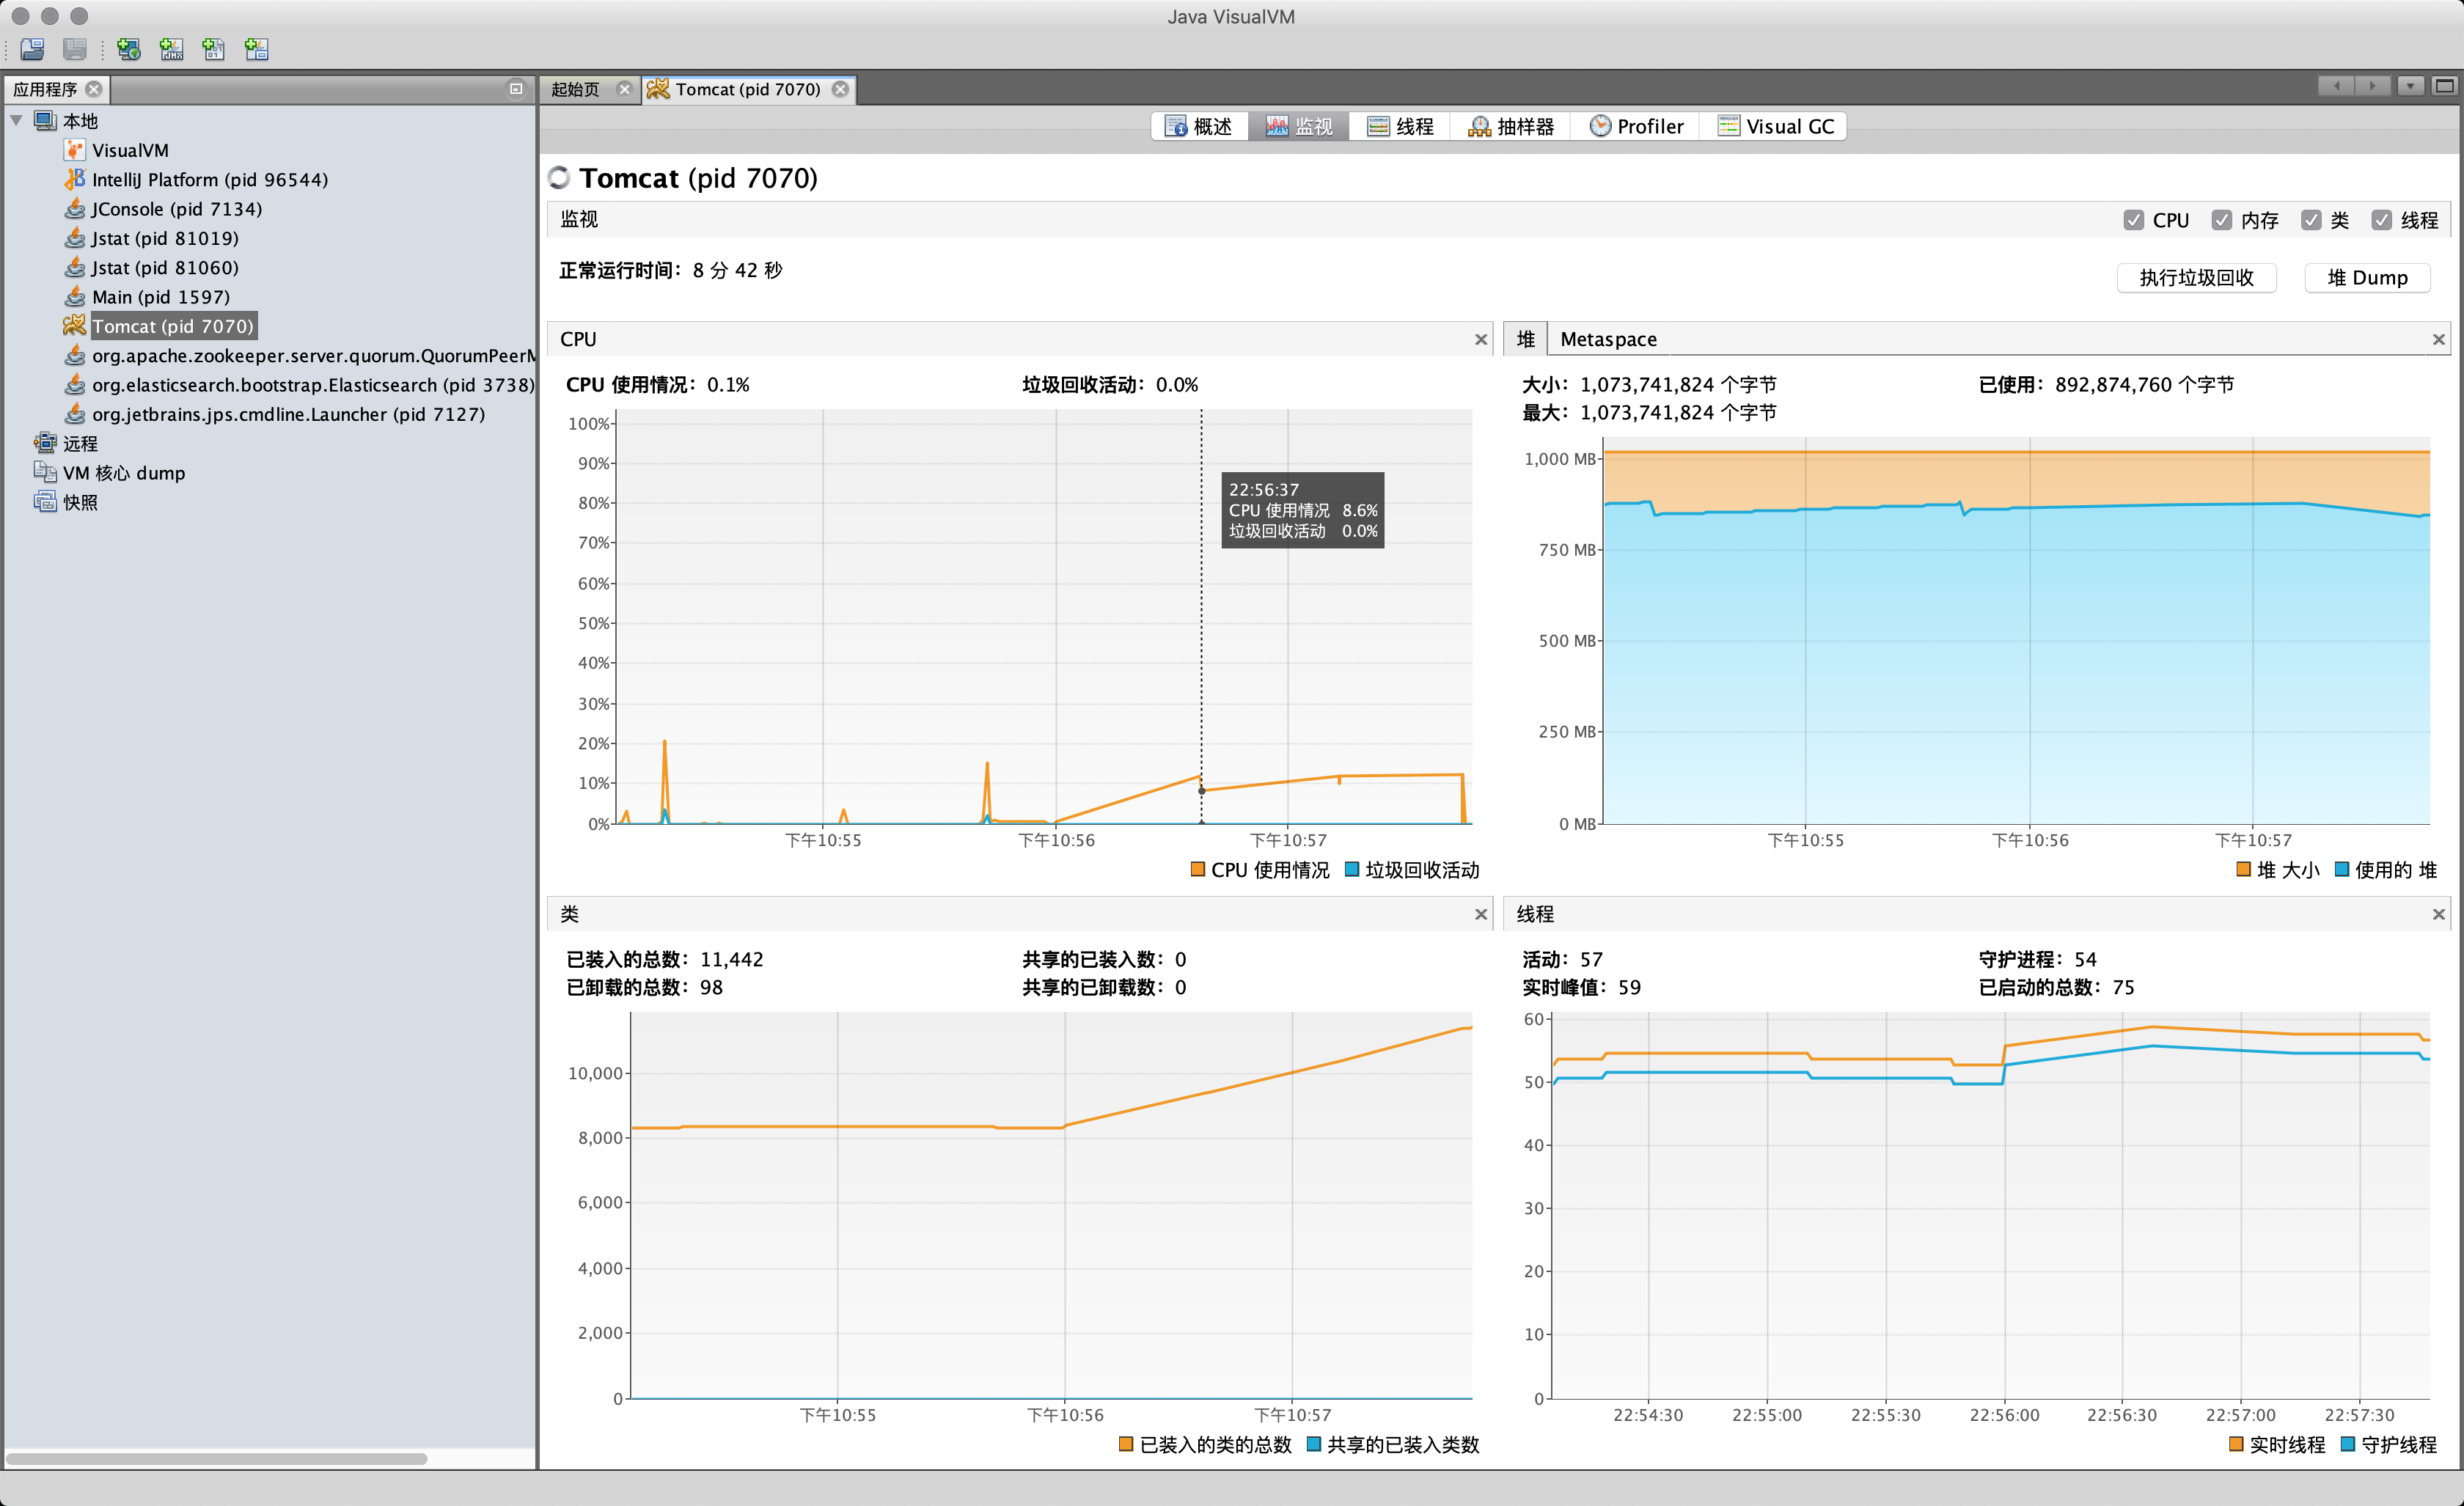 Java VisualVM
应用程序
起始页
Tomcat (pid 7070)
本地
VisualVM
IntelliJ Platform (pid 96544)
JConsole (pid 7134)
Jstat (pid 81019)
Jstat (pid 81060)
Main (pid 1597)
Tomcat (pid 7070)
org.apache.zookeeper.server.quorum.QuorumPeerM
org.elasticsearch.bootstrap.Elasticsearch (pid 3738)
org.jetbrains.jps.cmdline.Launcher (pid 7127)
远程
VM 核心 dump
快照
概述 监视 线程 抽样器 Profiler Visual GC
Tomcat (pid 7070)
监视
CPU 内存 类 线程
正常运行时间： 8 分 42 秒
执行垃圾回收 堆 Dump
CPU
CPU 使用情况： 0.1% 垃圾回收活动： 0.0%
100%
90%
80%
70%
60%
50%
40%
30%
20%
10%
0%
22:56:37
CPU 使用情况 8.6%
垃圾回收活动 0.0%
下午10:55 下午10:56 下午10:57
CPU 使用情况 垃圾回收活动
堆 Metaspace
大小： 1,073,741,824 个字节 已使用： 892,874,760 个字节
最大： 1,073,741,824 个字节
1,000 MB
750 MB
500 MB
250 MB
0 MB
下午10:55 下午10:56 下午10:57
堆 大小 使用的 堆
类
已装入的总数： 11,442 共享的已装入数： 0
已卸载的总数： 98 共享的已卸载数： 0
10,000
8,000
6,000
4,000
2,000
0
下午10:55 下午10:56 下午10:57
已装入的类的总数 共享的已装入类数
线程
活动： 57 守护进程： 54
实时峰值： 59 已启动的总数： 75
60
50
40
30
20
10
0
22:54:30 22:55:00 22:55:30 22:56:00 22:56:30 22:57:00 22:57:30
实时线程 守护线程